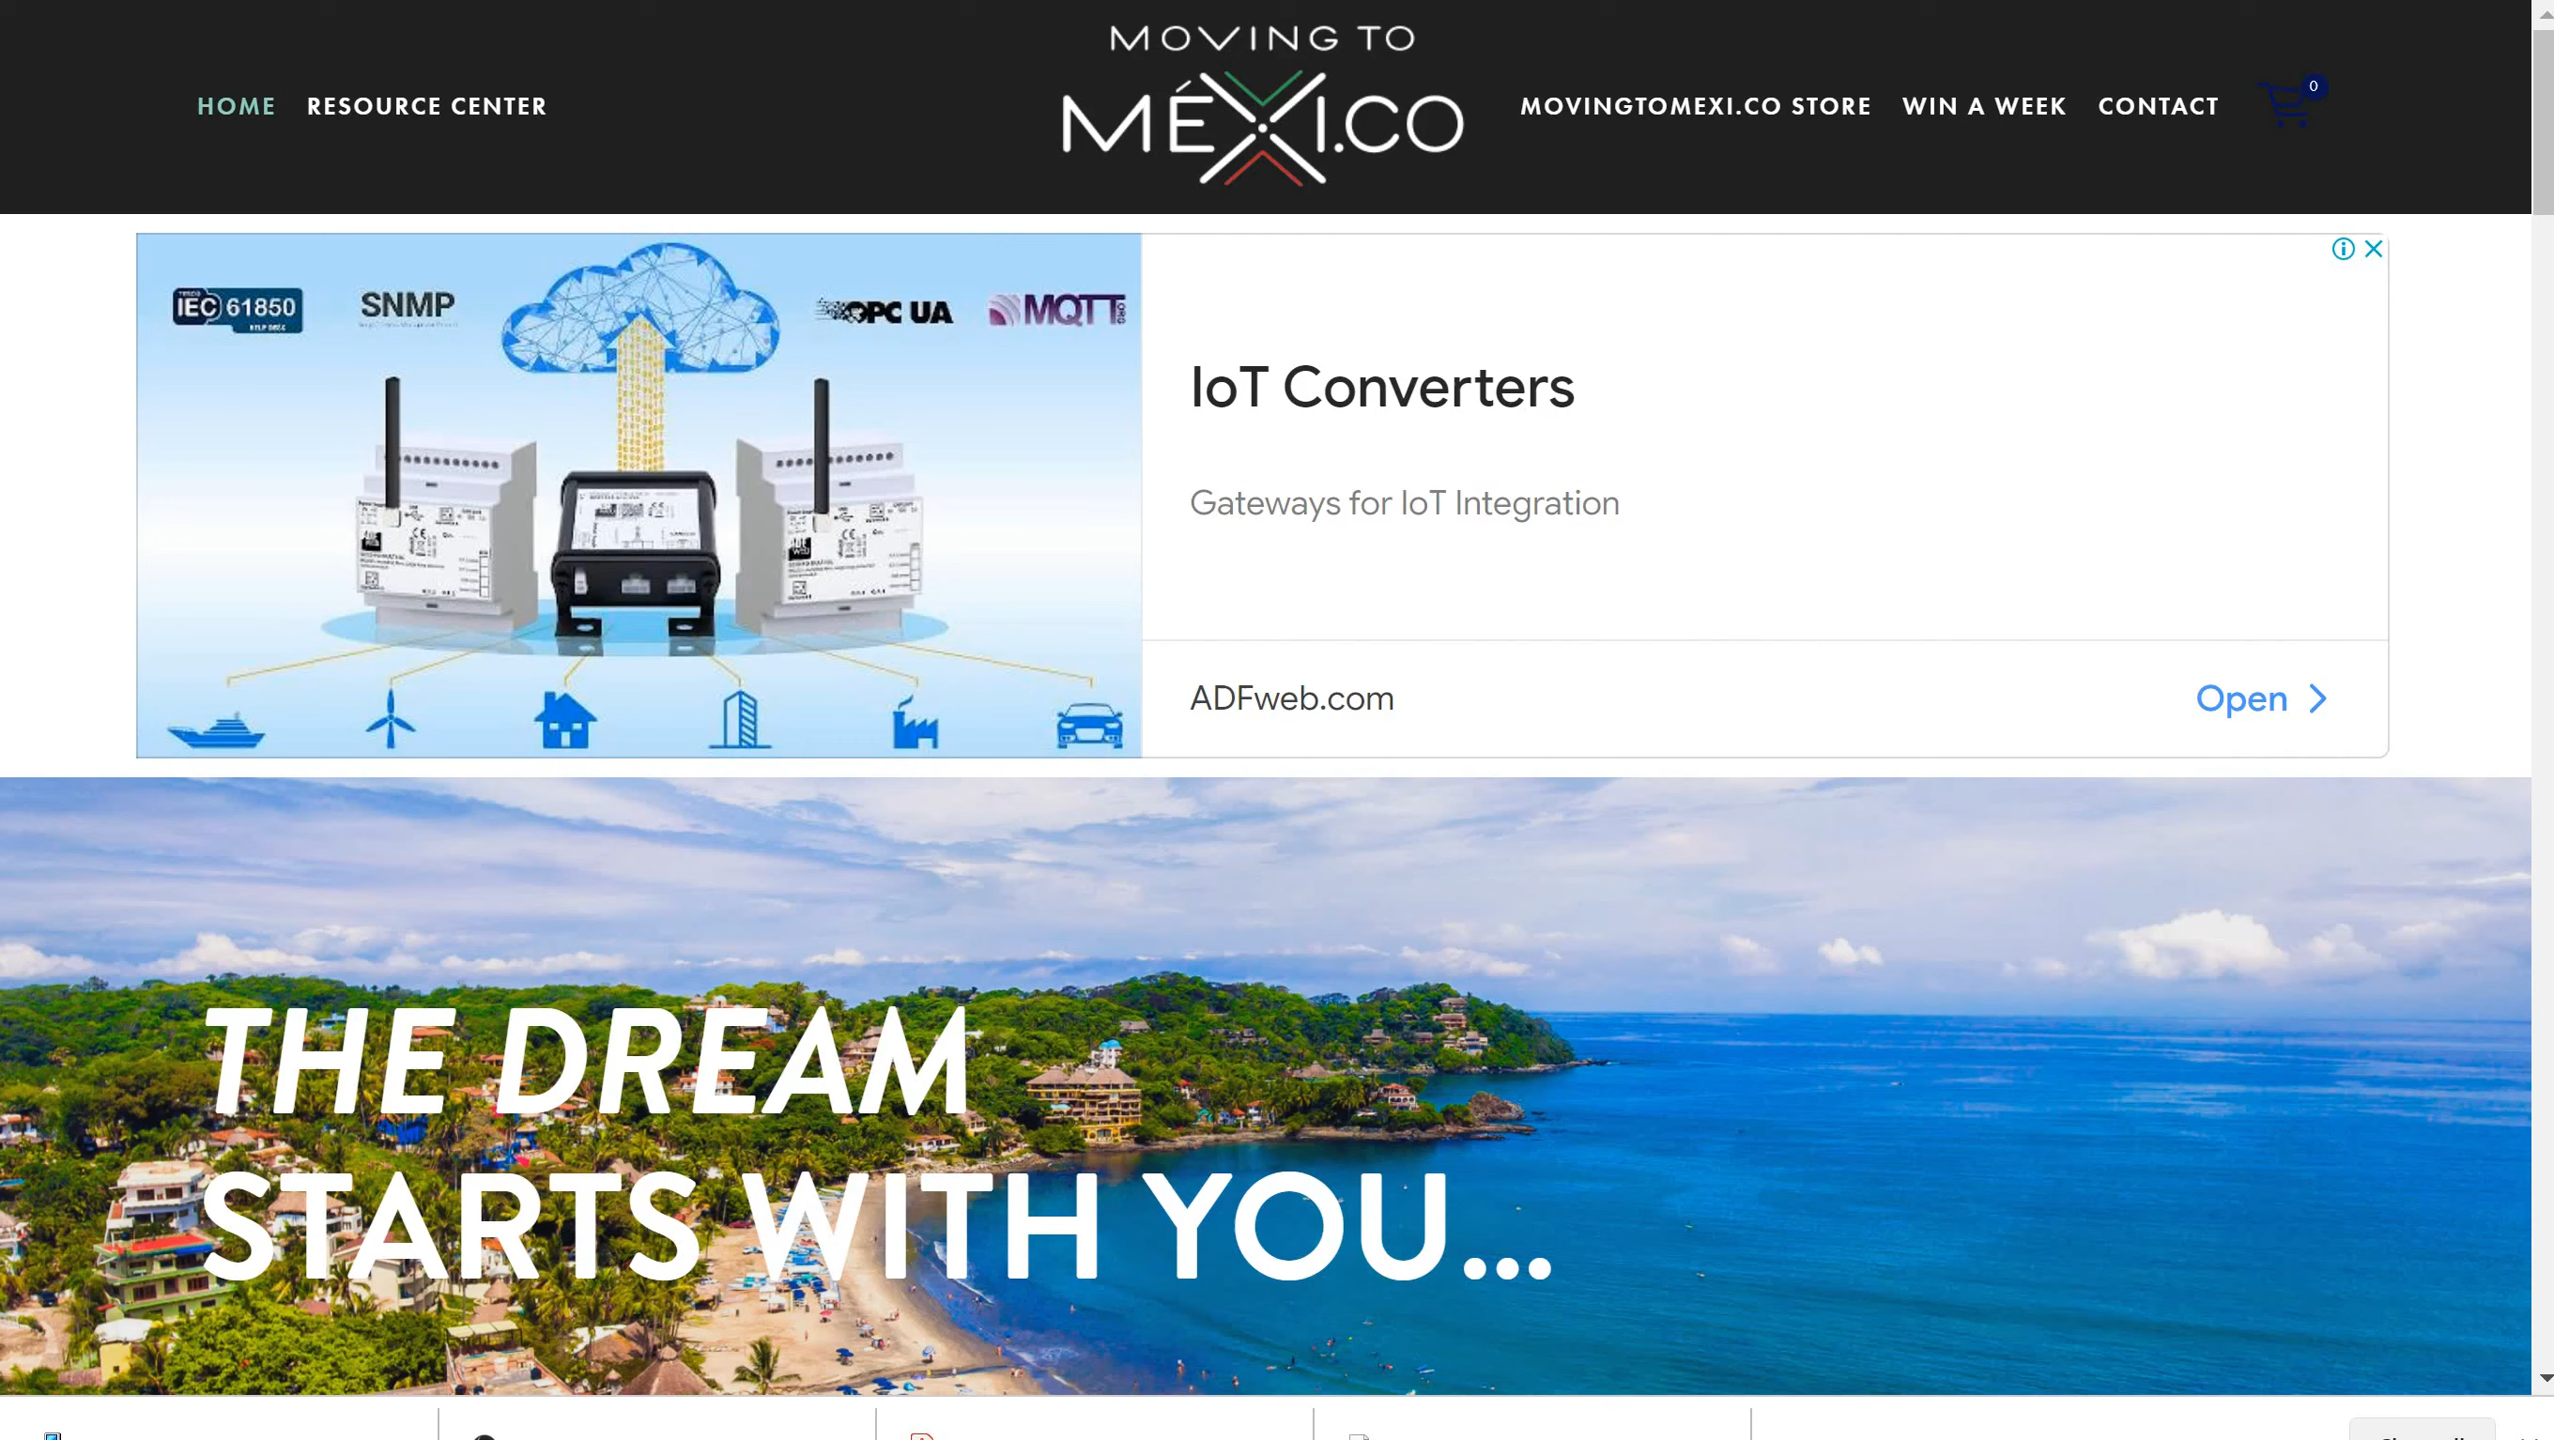 HOME
RESOURCE CENTER
MOVING TO
MÉXI.CO
MOVINGTOMEXI.CO STORE
WIN A WEEK
CONTACT
0
IEC 61850
SNMP
OPC UA
MQTT
IoT Converters
Gateways for IoT Integration
ADFweb.com
Open
THE DREAM
STARTS WITH YOU...